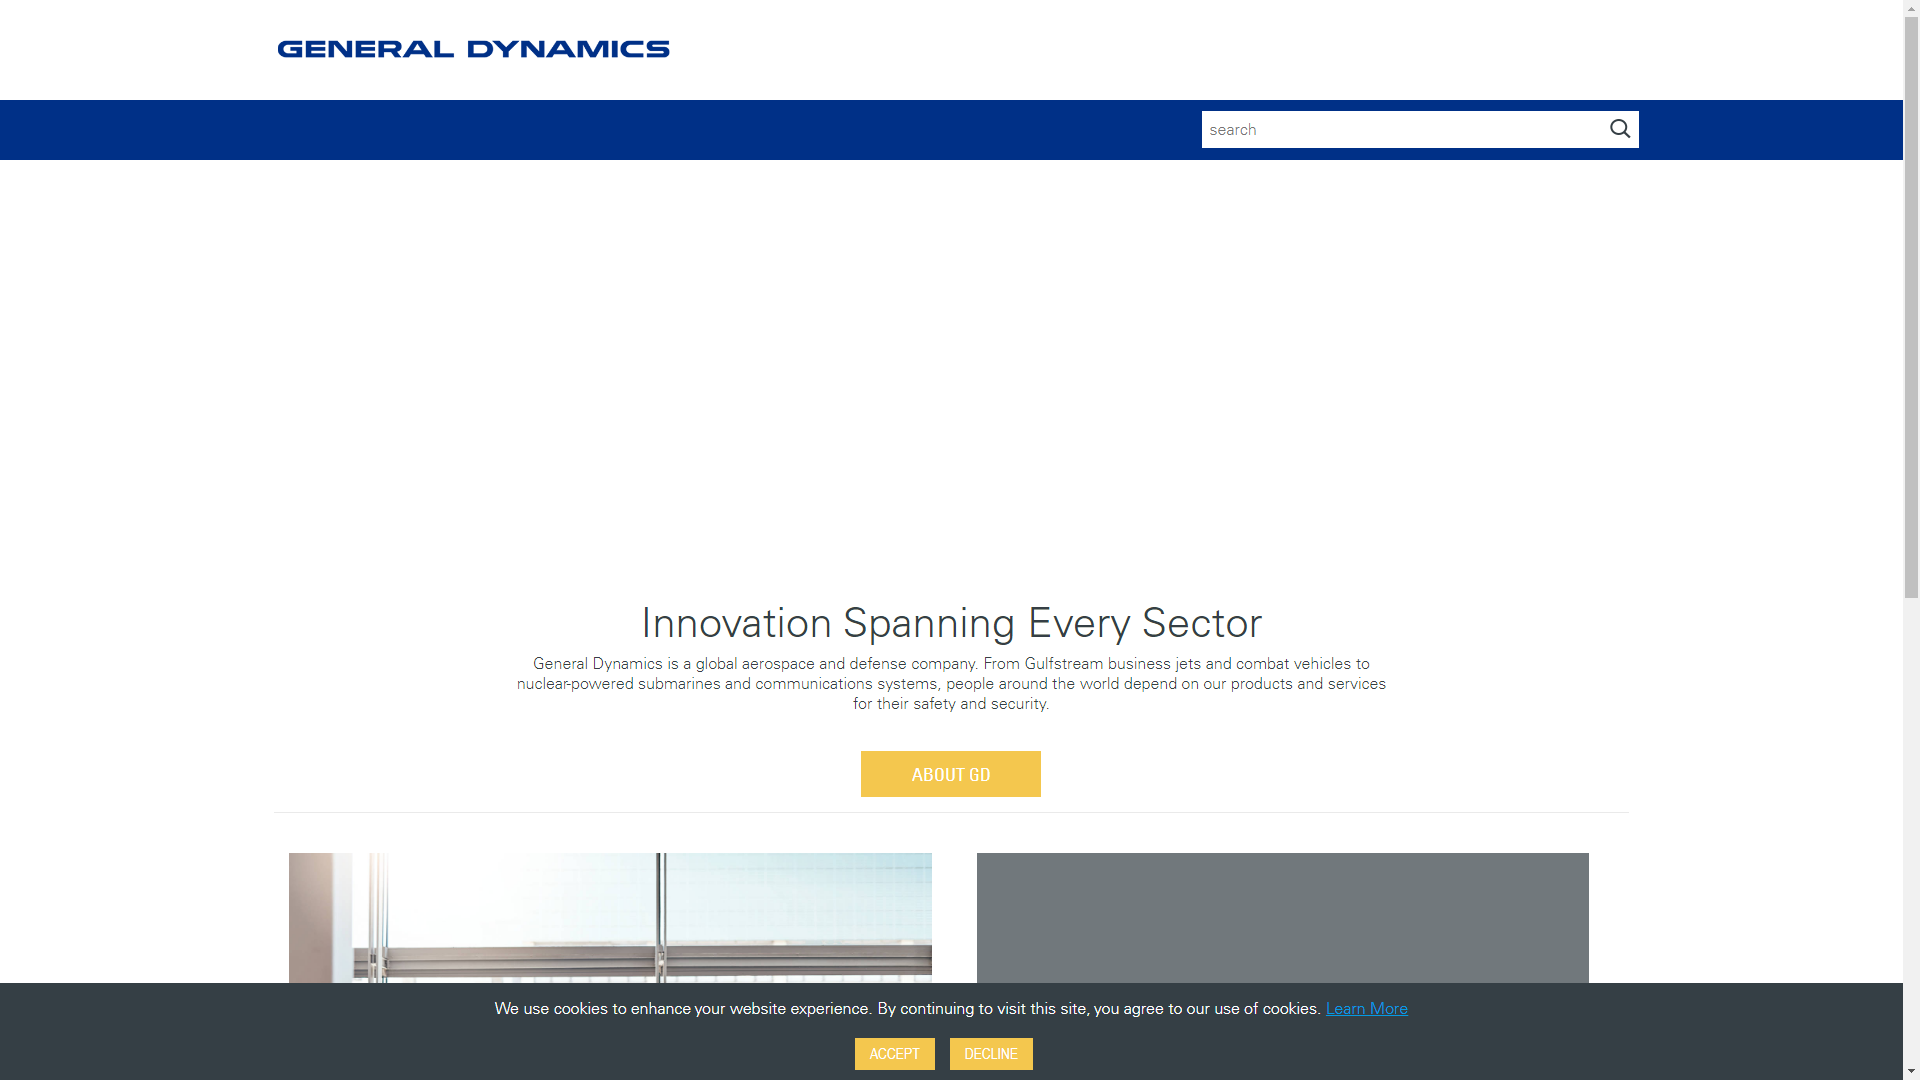 GENERAL DYNAMICS
search
Innovation Spanning Every Sector
General Dynamics is a global aerospace and defense company. From Gulfstream business jets and combat vehicles to
nuclear-powered submarines and communications systems, people around the world depend on our products and services
for their safety and security.
ABOUT GD
We use cookies to enhance your website experience. By continuing to visit this site, you agree to our use of cookies. Learn More
ACCEPT DECLINE